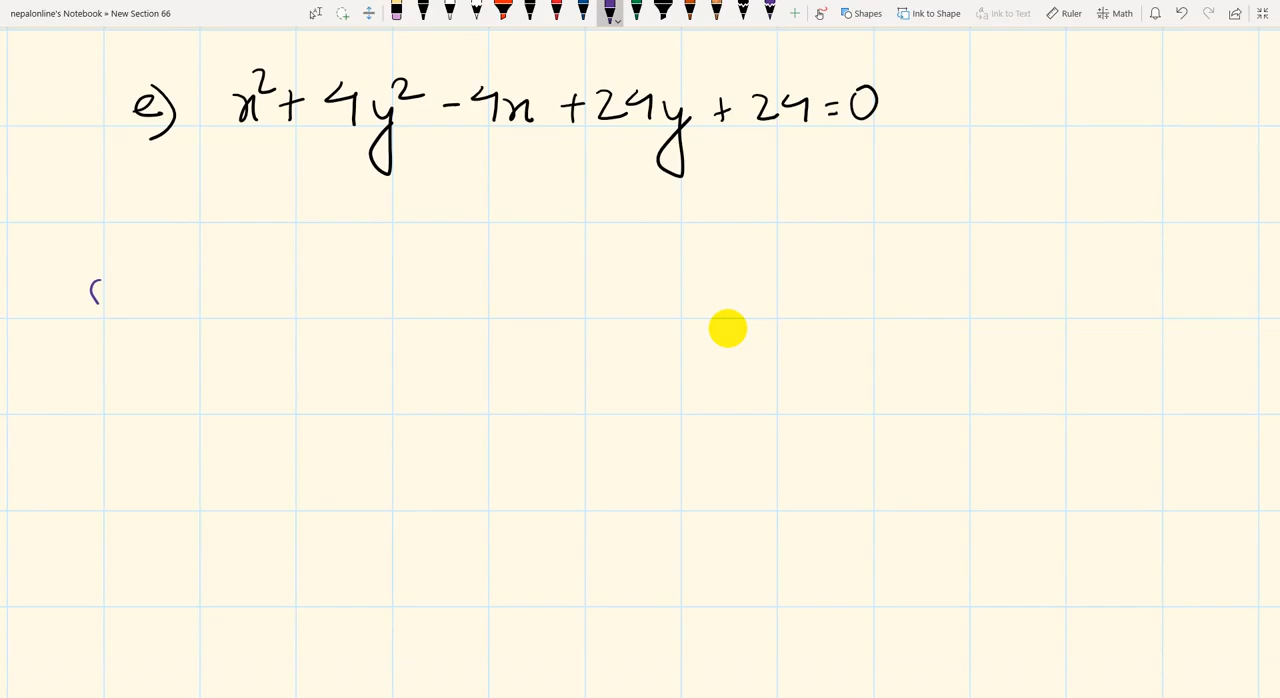 nepalonline's Notebook » New Section 66
Shapes Ink to Shape Ink to Text Ruler Math
e) x² + 4y² - 4x + 24y + 24 = 0
(